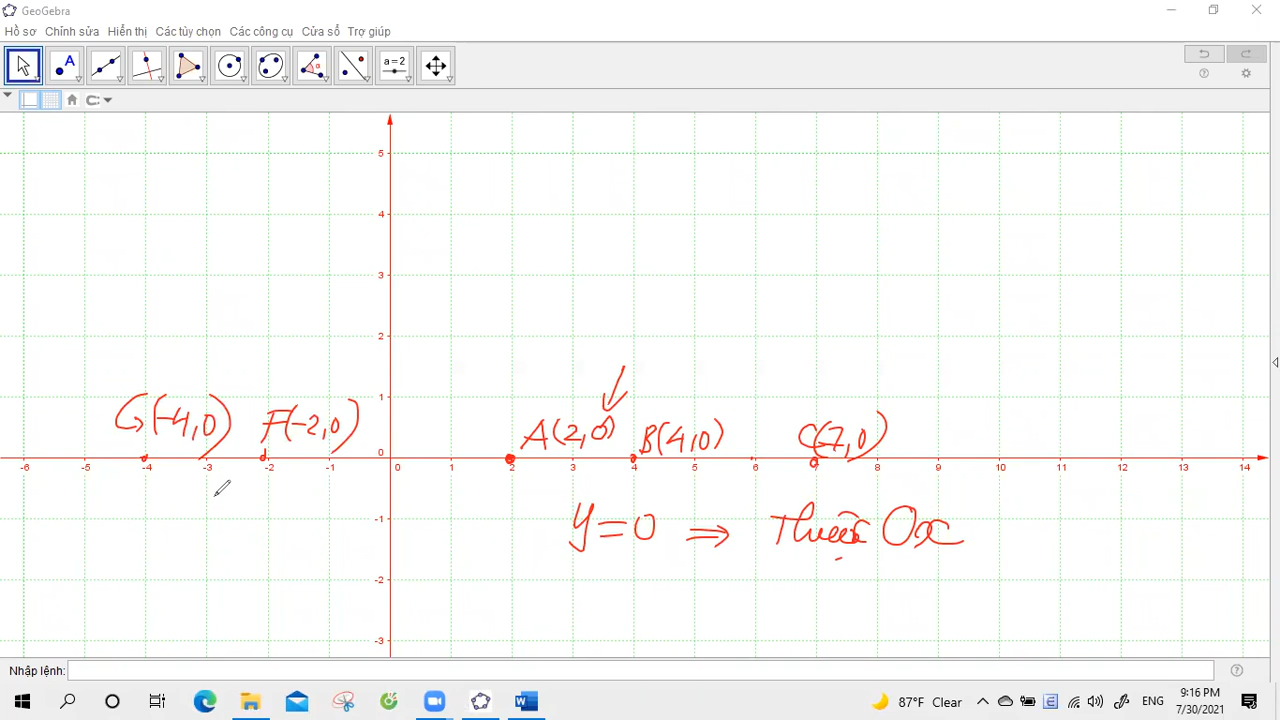 GeoGebra
Hồ sơ Chỉnh sửa Hiển thị Các tùy chọn Các công cụ Cửa sổ Trợ giúp
A α a=2
5
4
3
2
1
G(-4,0) F(-2,0) A(2,0) B(4,0) C(7,0)
0
-6 -5 -4 -3 -2 -1 0 1 2 3 4 5 6 7 8 9 10 11 12 13 14
y=0 ⇒ Thuộc Ox
-1
-2
-3
Nhập lệnh:
87°F Clear ENG 9:16 PM
7/30/2021